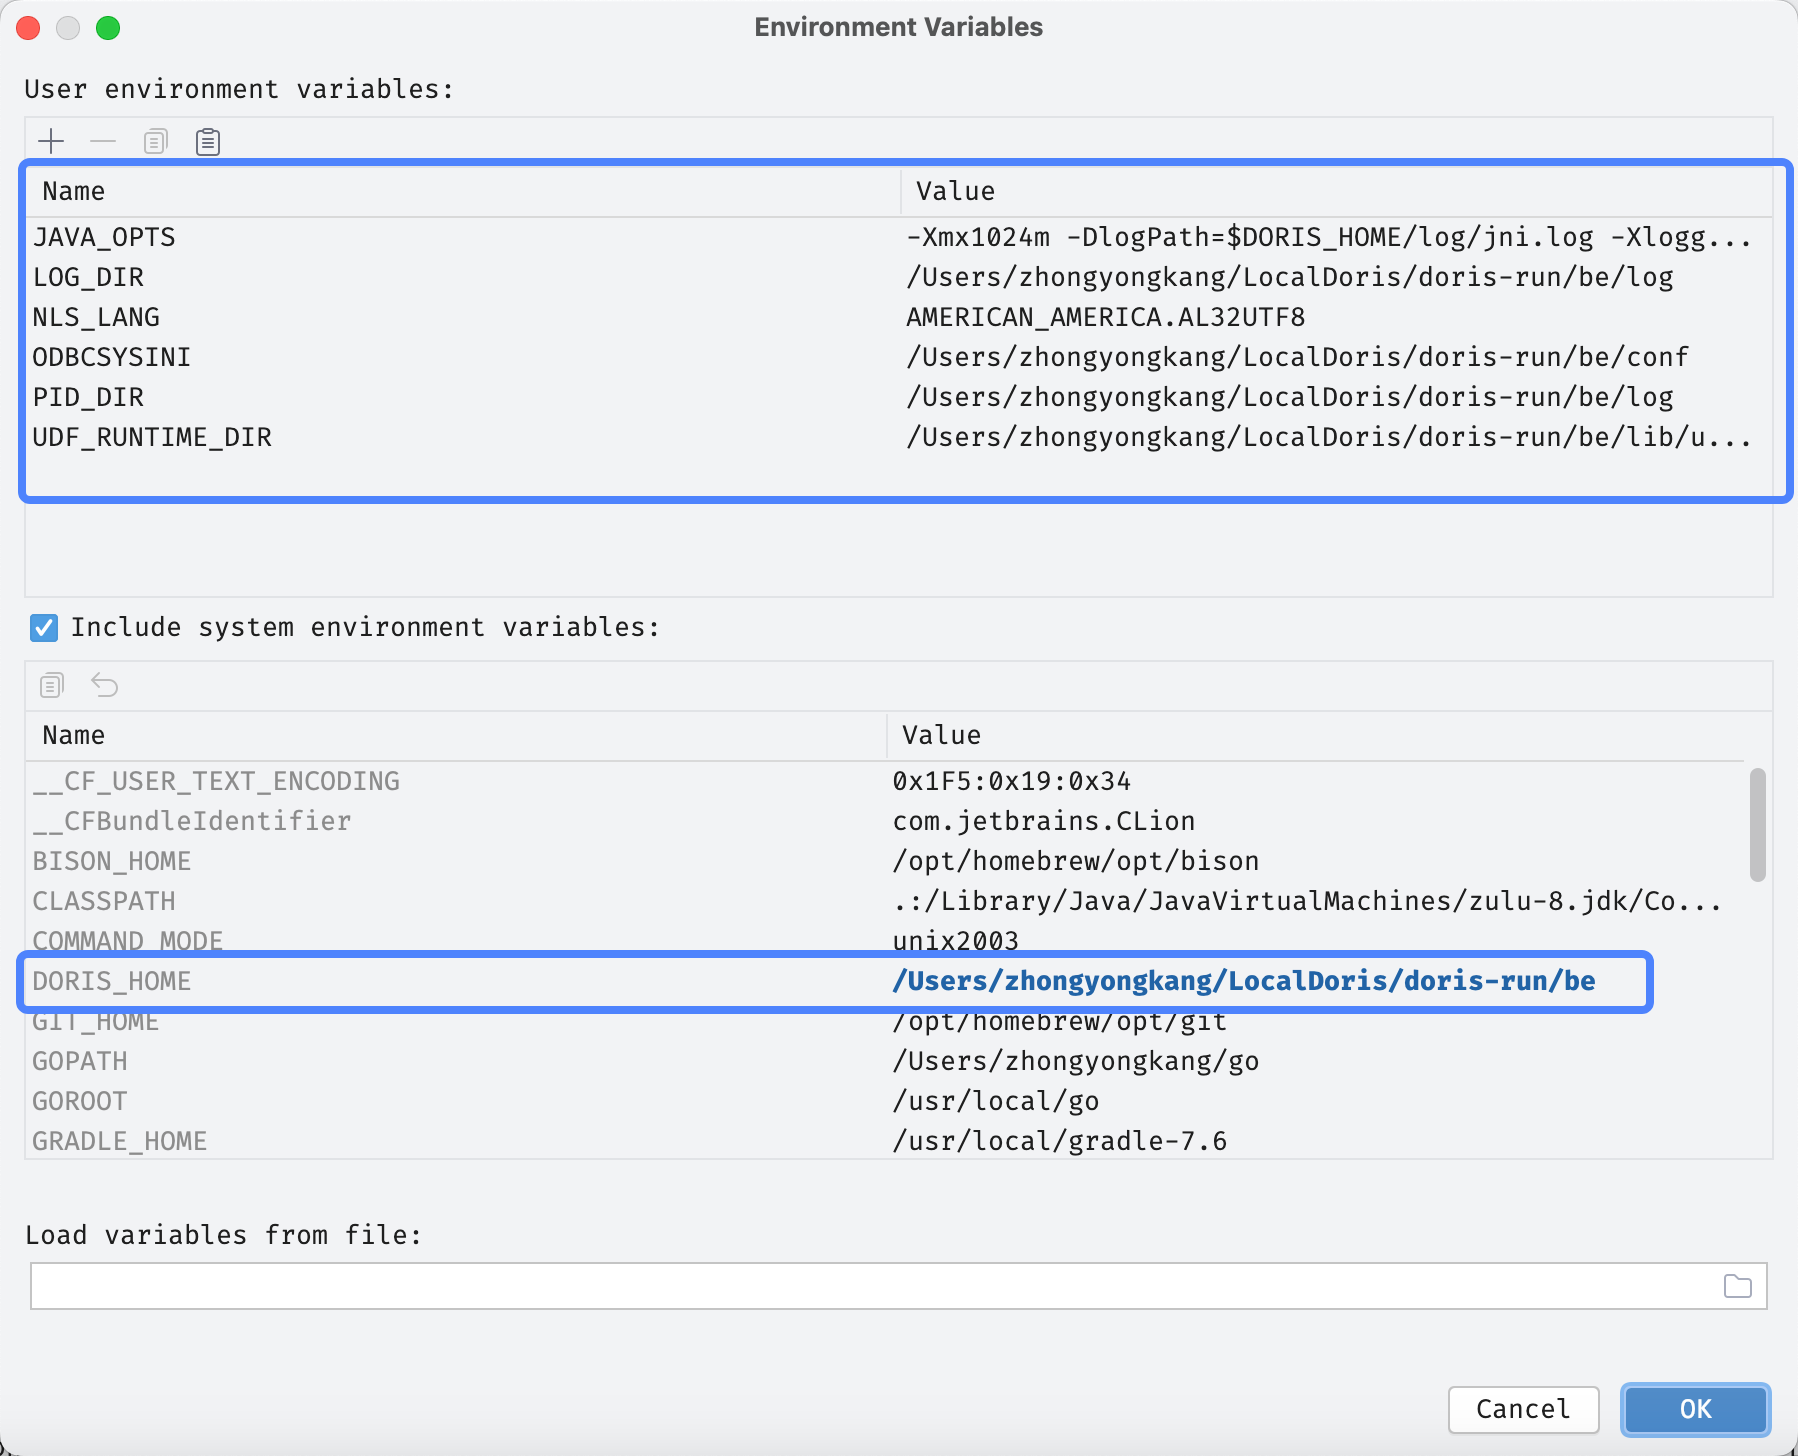 Environment Variables
User environment variables:
Name Value
JAVA_OPTS -Xmx1024m -DlogPath=$DORIS_HOME/log/jni.log -Xlogg...
LOG_DIR /Users/zhongyongkang/LocalDoris/doris-run/be/log
NLS_LANG AMERICAN_AMERICA.AL32UTF8
ODBCSYSINI /Users/zhongyongkang/LocalDoris/doris-run/be/conf
PID_DIR /Users/zhongyongkang/LocalDoris/doris-run/be/log
UDF_RUNTIME_DIR /Users/zhongyongkang/LocalDoris/doris-run/be/lib/u...
Include system environment variables:
Name Value
__CF_USER_TEXT_ENCODING 0x1F5:0x19:0x34
__CFBundleIdentifier com.jetbrains.CLion
BISON_HOME /opt/homebrew/opt/bison
CLASSPATH .:/Library/Java/JavaVirtualMachines/zulu-8.jdk/Co...
COMMAND_MODE unix2003
DORIS_HOME /Users/zhongyongkang/LocalDoris/doris-run/be
GIT_HOME /opt/homebrew/opt/git
GOPATH /Users/zhongyongkang/go
GOROOT /usr/local/go
GRADLE_HOME /usr/local/gradle-7.6
Load variables from file:
Cancel OK